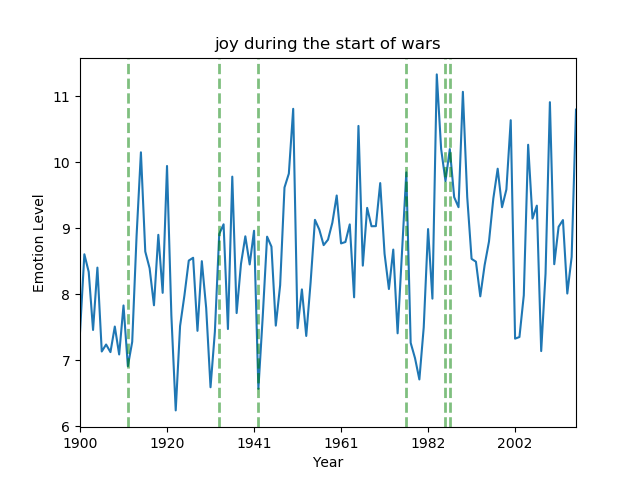 joy during the start of wars
Emotion Level
11
10
9
8
7
6
1900 1920 1941 1961 1982 2002
Year